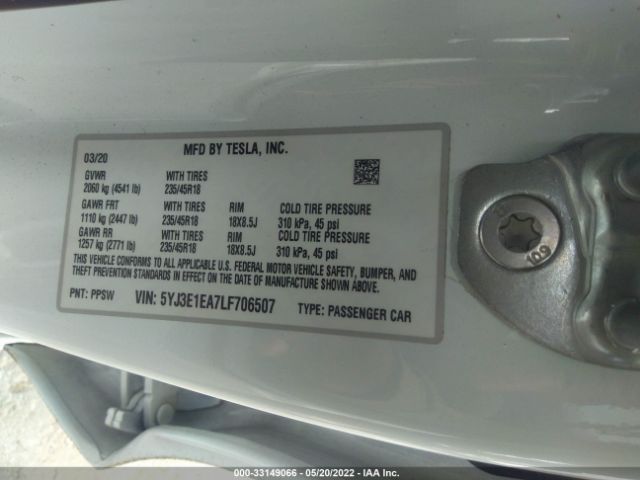 MFD BY TESLA, INC.
03/20
GVWR WITH TIRES
2060 kg (4541 lb) 235/45R18
GAWR FRT WITH TIRES RIM COLD TIRE PRESSURE
1110 kg (2447 lb) 235/45R18 18X8.5J 310 kPa, 45 psi
GAWR RR WITH TIRES RIM COLD TIRE PRESSURE
1257 kg (2771 lb) 235/45R18 18X8.5J 310 kPa, 45 psi
THIS VEHICLE CONFORMS TO ALL APPLICABLE U.S. FEDERAL MOTOR VEHICLE SAFETY, BUMPER, AND
THEFT PREVENTION STANDARDS IN EFFECT ON THE DATE OF MANUFACTURE SHOWN ABOVE.
PNT: PPSW VIN: 5YJ3E1EA7LF706507 TYPE: PASSENGER CAR
109
000-33149066 - 05/20/2022 - IAA Inc.